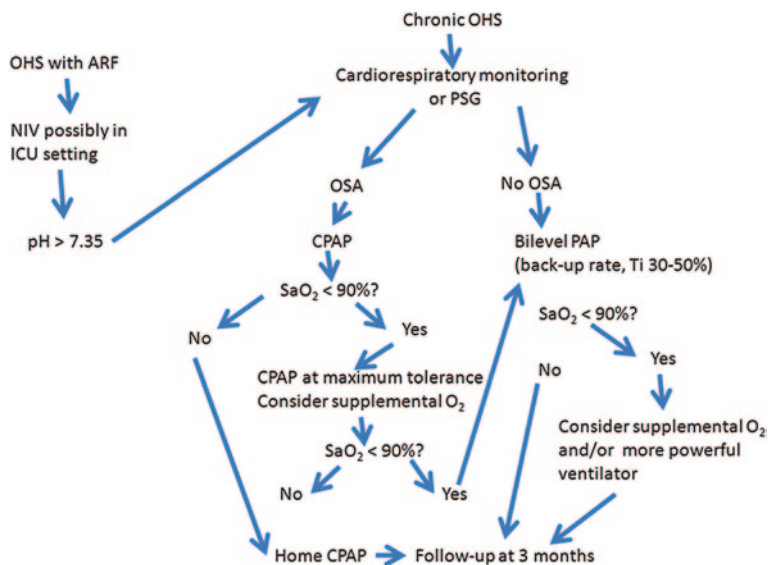 Chronic OHS
OHS with ARF
Cardiorespiratory monitoring
or PSG
NIV possibly in
ICU setting
OSA
No OSA
pH > 7.35
CPAP
Bilevel PAP
(back-up rate, Ti 30-50%)
SaO₂ < 90%?
SaO₂ < 90%?
No
Yes
Yes
No
CPAP at maximum tolerance
Consider supplemental O₂
Consider supplemental O₂
and/or more powerful
ventilator
SaO₂ < 90%?
No
Yes
Home CPAP
Follow-up at 3 months